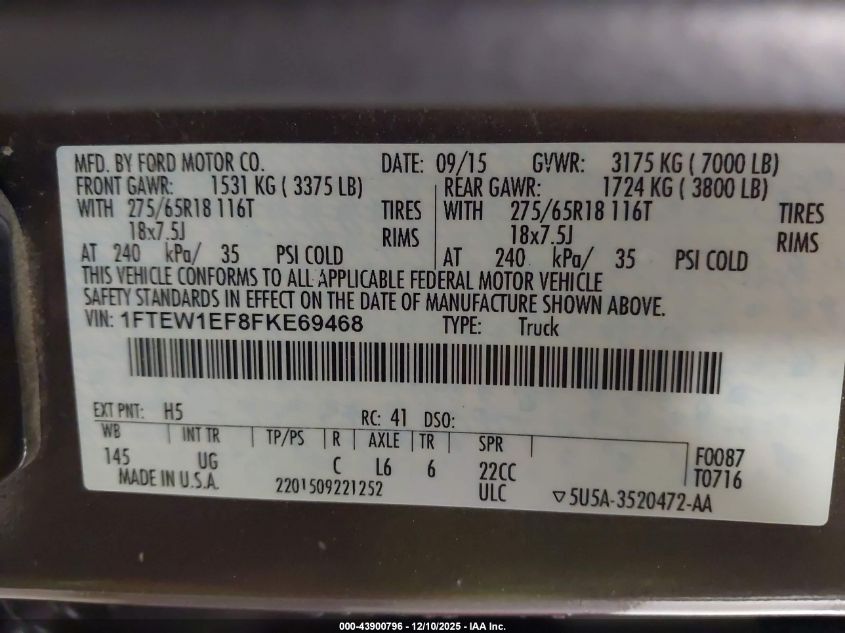 MFD. BY FORD MOTOR CO. DATE: 09/15 GVWR: 3175 KG ( 7000 LB)
FRONT GAWR: 1531 KG ( 3375 LB) REAR GAWR: 1724 KG ( 3800 LB)
WITH 275/65R18 116T TIRES WITH 275/65R18 116T TIRES
18x7.5J RIMS 18x7.5J RIMS
AT 240 kPa/ 35 PSI COLD AT 240 kPa/ 35 PSI COLD
THIS VEHICLE CONFORMS TO ALL APPLICABLE FEDERAL MOTOR VEHICLE
SAFETY STANDARDS IN EFFECT ON THE DATE OF MANUFACTURE SHOWN ABOVE.
VIN: 1FTEW1EF8FKE69468 TYPE: Truck
EXT PNT: H5 RC: 41 DSO:
WB INT TR TP/PS R AXLE TR SPR F0087
145 UG C L6 6 22CC T0716
MADE IN U.S.A. 2201509221252 ULC ▽5U5A-3520472-AA
000-43900796 - 12/10/2025 - IAA Inc.